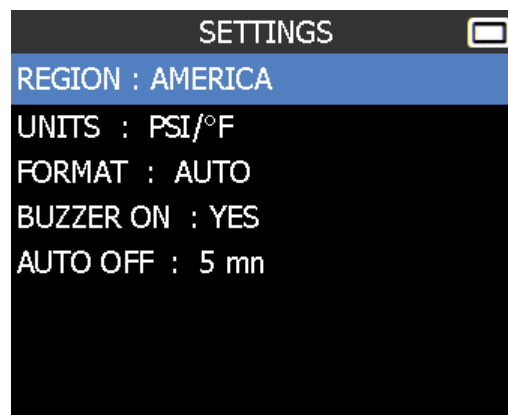 SETTINGS
REGION : AMERICA
UNITS : PSI/°F
FORMAT : AUTO
BUZZER ON : YES
AUTO OFF : 5 mn